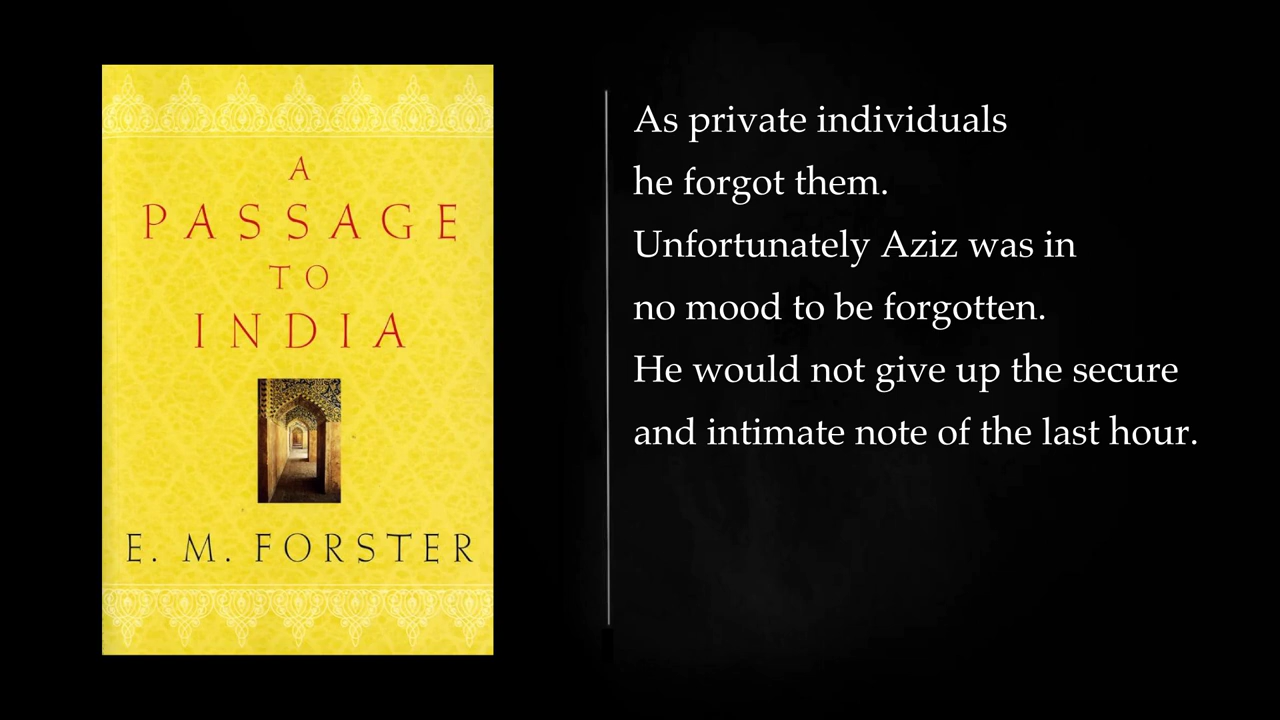 A
PASSAGE
TO
INDIA
E. M. FORSTER
As private individuals
he forgot them.
Unfortunately Aziz was in
no mood to be forgotten.
He would not give up the secure
and intimate note of the last hour.